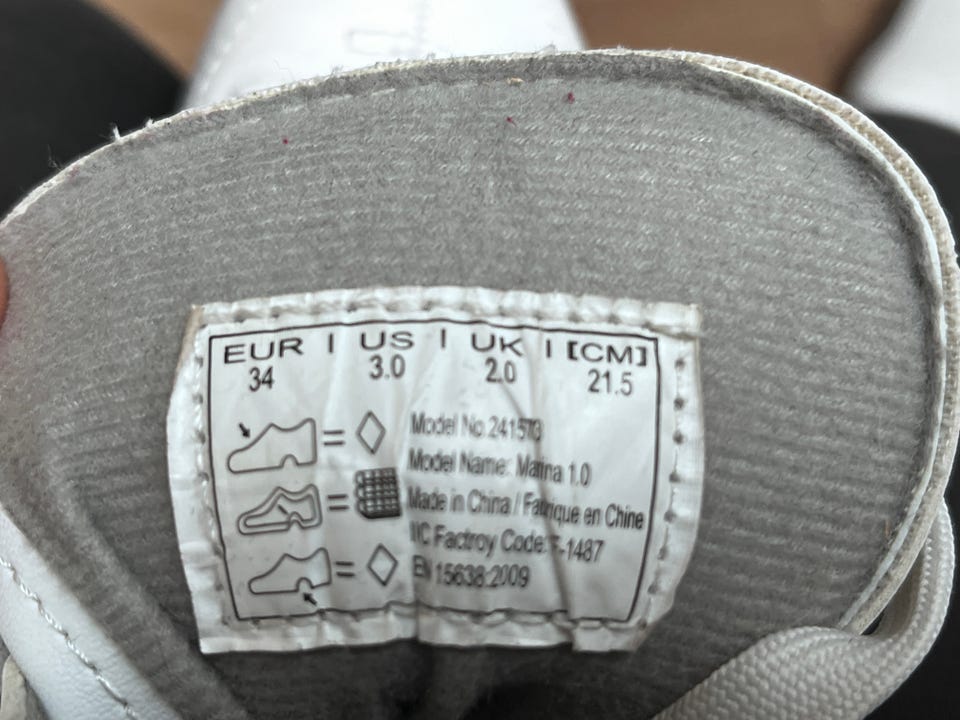 EUR | US | UK | [CM]
34 3.0 2.0 21.5
Model No 241573
Model Name: Marina 1.0
Made in China / Fabrique en Chine
IIC Factroy Code: F-1487
EN 15638:2009